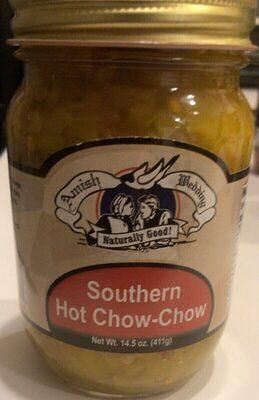 Amish Wedding
Naturally Good!
Southern
Hot Chow-Chow
Net Wt. 14.5 oz. (411g)